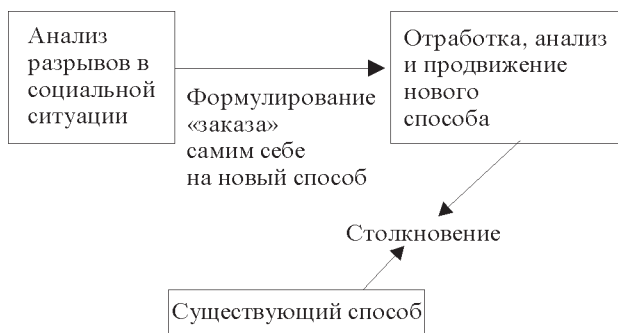 Анализ
разрывов в
социальной
ситуации
Формулирование
«заказа»
самим себе
на новый способ
Отработка, анализ
и продвижение
нового
способа
Столкновение
Существующий способ